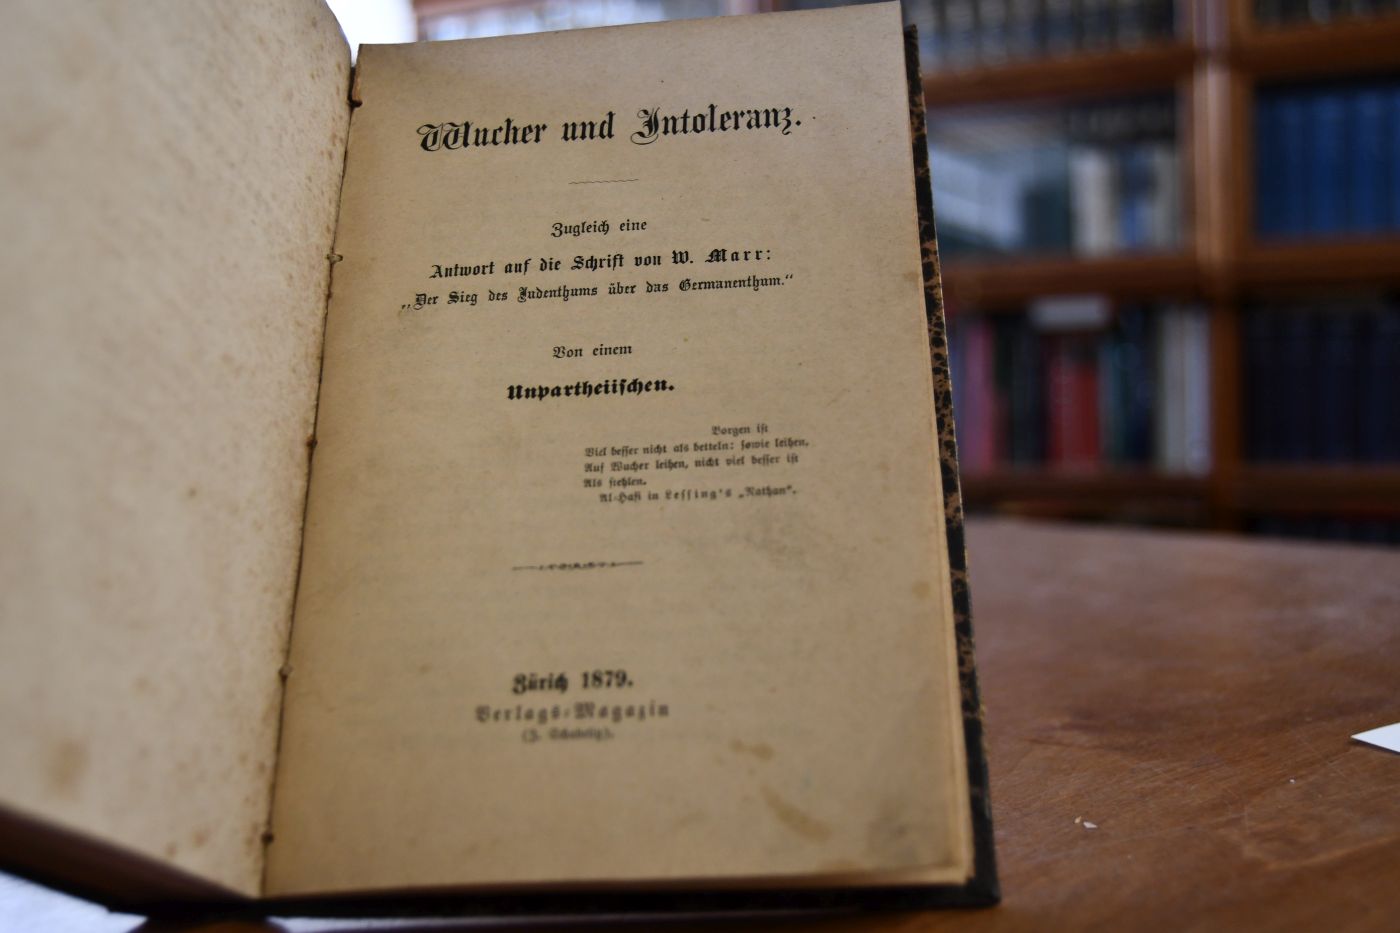 Wucher und Intoleranz.
Zugleich eine
Antwort auf die Schrift von W. Marr:
„Der Sieg des Judenthums über das Germanenthum.“
Von einem
Unpartheiischen.
Borgen ist
Viel besser nicht als betteln: sowie leihen,
Auf Wucher leihen, nicht viel besser ist
Als stehlen.
Al-Hafi in Lessing's „Nathan“.
Zürich 1879.
Verlags-Magazin
(J. Schabelitz).